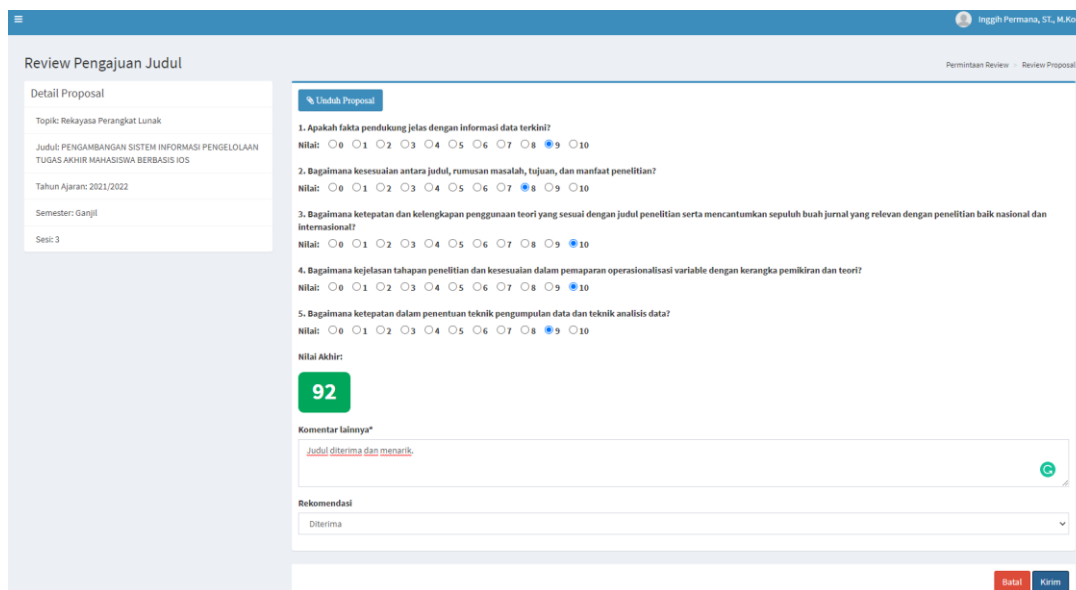 Inggih Permana, ST., M.Ko
Review Pengajuan Judul
Permintaan Review > Review Proposal
Detail Proposal
Topik: Rekayasa Perangkat Lunak
Judul: PENGAMBANGAN SISTEM INFORMASI PENGELOLAAN
TUGAS AKHIR MAHASISWA BERBASIS IOS
Tahun Ajaran: 2021/2022
Semester: Ganjil
Sesi: 3
Unduh Proposal
1. Apakah fakta pendukung jelas dengan informasi data terkini?
Nilai: 0 1 2 3 4 5 6 7 8 9 10
2. Bagaimana kesesuaian antara judul, rumusan masalah, tujuan, dan manfaat penelitian?
Nilai: 0 1 2 3 4 5 6 7 8 9 10
3. Bagaimana ketepatan dan kelengkapan penggunaan teori yang sesuai dengan judul penelitian serta mencantumkan sepuluh buah jurnal yang relevan dengan penelitian baik nasional dan
internasional?
Nilai: 0 1 2 3 4 5 6 7 8 9 10
4. Bagaimana kejelasan tahapan penelitian dan kesesuaian dalam pemaparan operasionalisasi variable dengan kerangka pemikiran dan teori?
Nilai: 0 1 2 3 4 5 6 7 8 9 10
5. Bagaimana ketepatan dalam penentuan teknik pengumpulan data dan teknik analisis data?
Nilai: 0 1 2 3 4 5 6 7 8 9 10
Nilai Akhir:
92
Komentar lainnya*
Judul diterima dan menarik.
Rekomendasi
Diterima
Batal Kirim